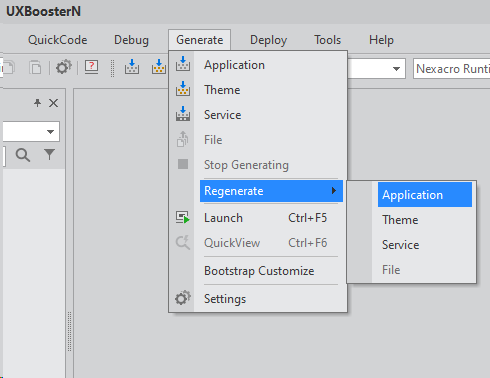 UXBoosterN
QuickCode Debug Generate Deploy Tools Help
Application
Theme
Service
File
Stop Generating
Regenerate
Launch Ctrl+F5
QuickView Ctrl+F6
Bootstrap Customize
Settings
Nexacro Runti
Application
Theme
Service
File